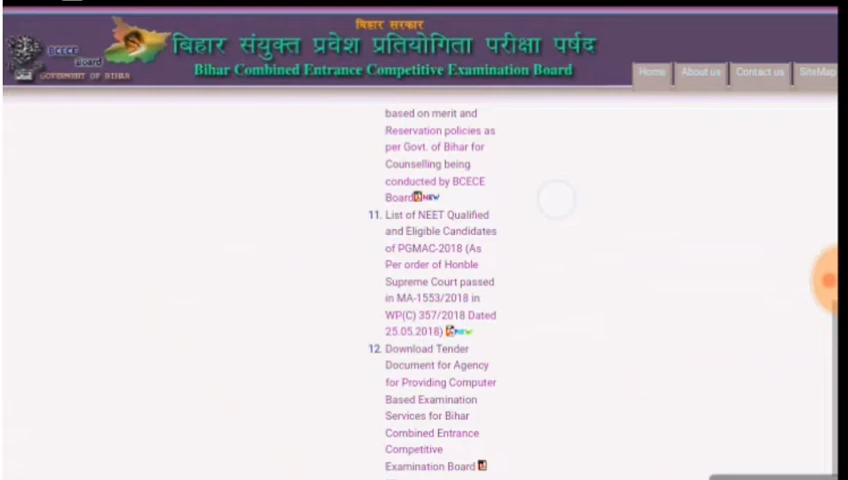 बिहार सरकार
बिहार संयुक्त प्रवेश प्रतियोगिता परीक्षा पर्षद
Bihar Combined Entrance Competitive Examination Board
BCECE
Board
GOVERNMENT OF BIHAR
Home
About us
Contact us
SiteMap
based on merit and
Reservation policies as
per Govt. of Bihar for
Counselling being
conducted by BCECE
Board NEW
11. List of NEET Qualified
and Eligible Candidates
of PGMAC-2018 (As
Per order of Honble
Supreme Court passed
in MA-1553/2018 in
WP(C) 357/2018 Dated
25.05.2018) NEW
12. Download Tender
Document for Agency
for Providing Computer
Based Examination
Services for Bihar
Combined Entrance
Competitive
Examination Board